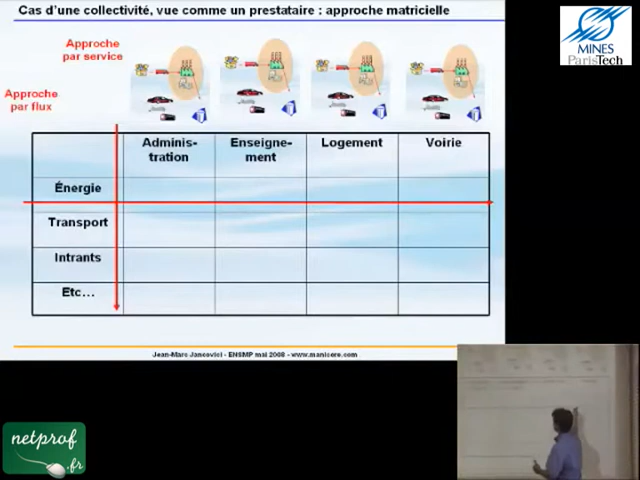 Cas d'une collectivité, vue comme un prestataire : approche matricielle
MINES
ParisTech
Approche
par service
Approche
par flux
Adminis-
tration
Enseigne-
ment
Logement
Voirie
Énergie
Transport
Intrants
Etc...
Jean-Marc Jancovici - ENSMP mai 2008 - www.manicore.com
netprof
.fr